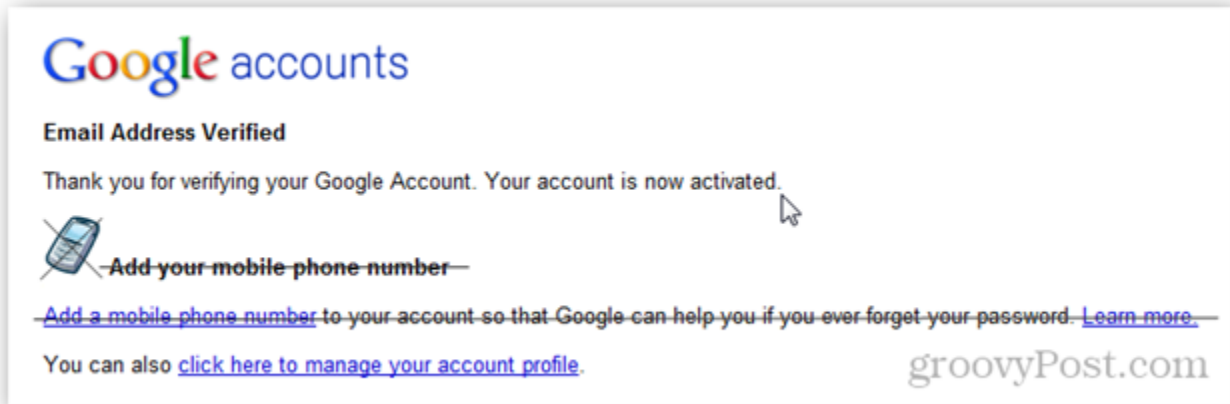 Google accounts
Email Address Verified
Thank you for verifying your Google Account. Your account is now activated.
Add your mobile phone number
Add a mobile phone number to your account so that Google can help you if you ever forget your password. Learn more.
You can also click here to manage your account profile.
groovyPost.com